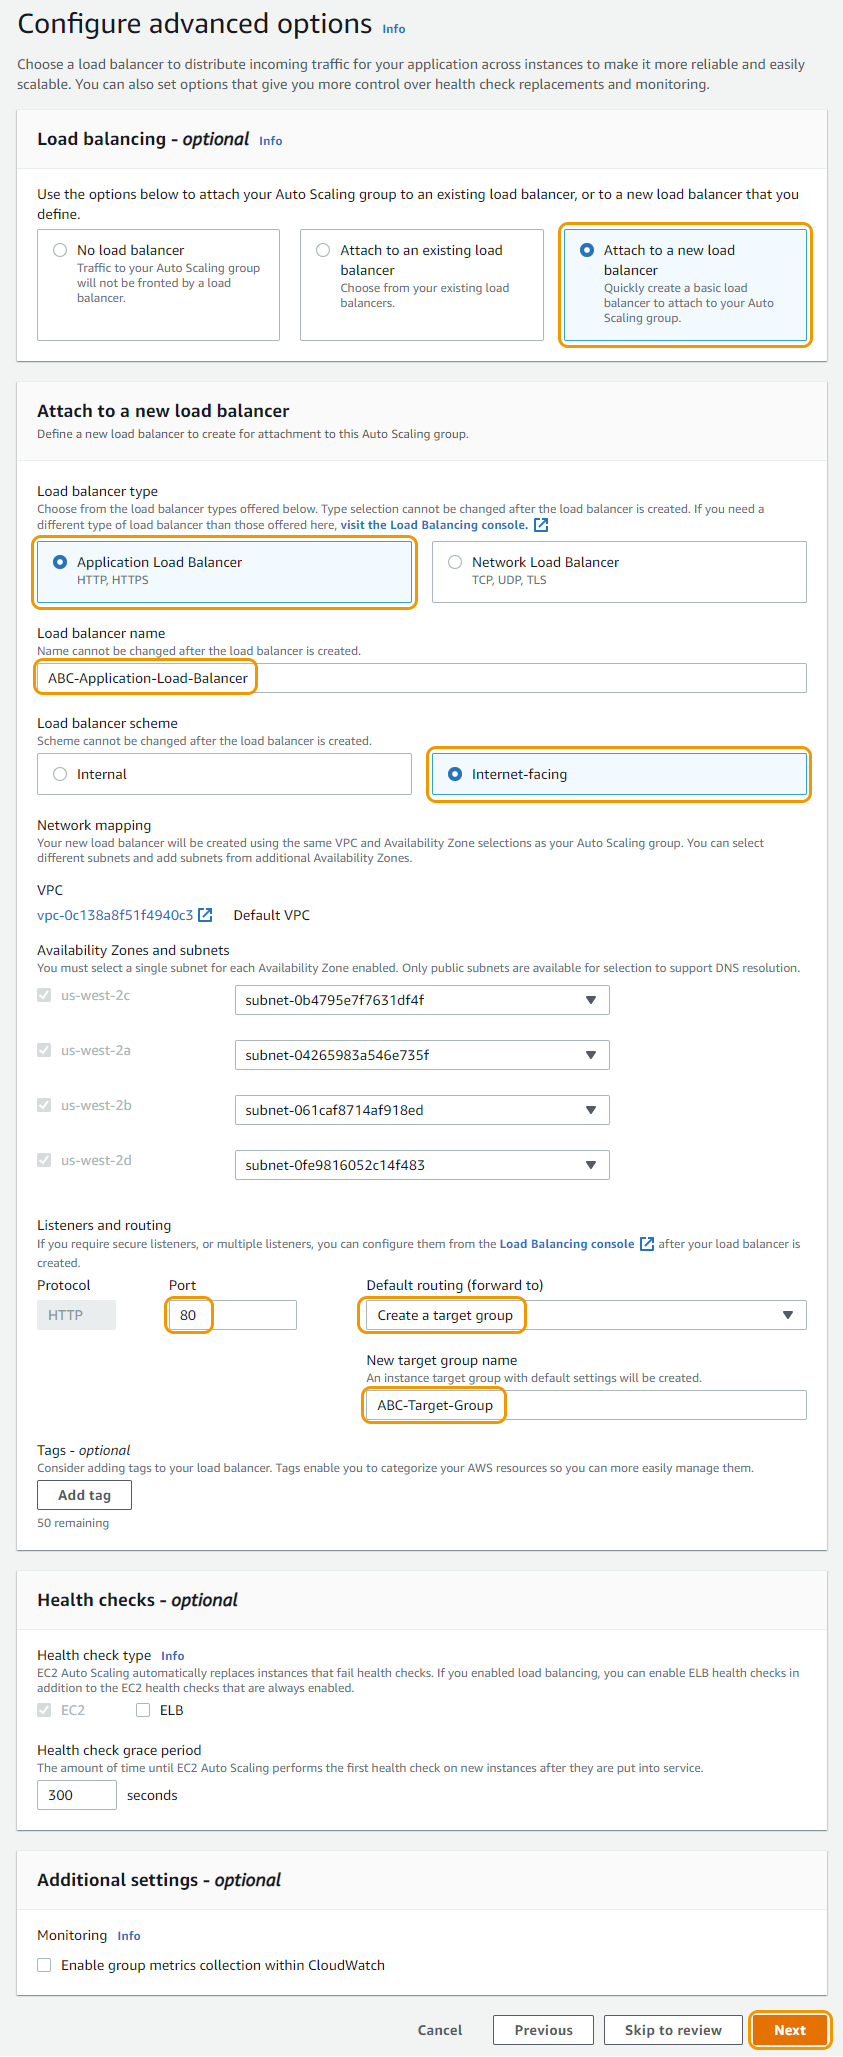 Configure advanced options Info
Choose a load balancer to distribute incoming traffic for your application across instances to make it more reliable and easily
scalable. You can also set options that give you more control over health check replacements and monitoring.
Load balancing - optional Info
Use the options below to attach your Auto Scaling group to an existing load balancer, or to a new load balancer that you
define.
No load balancer
Traffic to your Auto Scaling group
will not be fronted by a load
balancer.
Attach to an existing load
balancer
Choose from your existing load
balancers.
Attach to a new load
balancer
Quickly create a basic load
balancer to attach to your Auto
Scaling group.
Attach to a new load balancer
Define a new load balancer to create for attachment to this Auto Scaling group.
Load balancer type
Choose from the load balancer types offered below. Type selection cannot be changed after the load balancer is created. If you need a
different type of load balancer than those offered here, visit the Load Balancing console.
Application Load Balancer
HTTP, HTTPS
Network Load Balancer
TCP, UDP, TLS
Load balancer name
Name cannot be changed after the load balancer is created.
ABC-Application-Load-Balancer
Load balancer scheme
Scheme cannot be changed after the load balancer is created.
Internal
Internet-facing
Network mapping
Your new load balancer will be created using the same VPC and Availability Zone selections as your Auto Scaling group. You can select
different subnets and add subnets from additional Availability Zones.
VPC
vpc-0c138a8f51f4940c3 Default VPC
Availability Zones and subnets
You must select a single subnet for each Availability Zone enabled. Only public subnets are available for selection to support DNS resolution.
us-west-2c subnet-0b4795e7f7631df4f
us-west-2a subnet-04265983a546e735f
us-west-2b subnet-061caf8714af918ed
us-west-2d subnet-0fe9816052c14f483
Listeners and routing
If you require secure listeners, or multiple listeners, you can configure them from the Load Balancing console after your load balancer is
created.
Protocol Port Default routing (forward to)
HTTP 80 Create a target group
New target group name
An instance target group with default settings will be created.
ABC-Target-Group
Tags - optional
Consider adding tags to your load balancer. Tags enable you to categorize your AWS resources so you can more easily manage them.
Add tag
50 remaining
Health checks - optional
Health check type Info
EC2 Auto Scaling automatically replaces instances that fail health checks. If you enabled load balancing, you can enable ELB health checks in
addition to the EC2 health checks that are always enabled.
EC2 ELB
Health check grace period
The amount of time until EC2 Auto Scaling performs the first health check on new instances after they are put into service.
300 seconds
Additional settings - optional
Monitoring Info
Enable group metrics collection within CloudWatch
Cancel Previous Skip to review Next